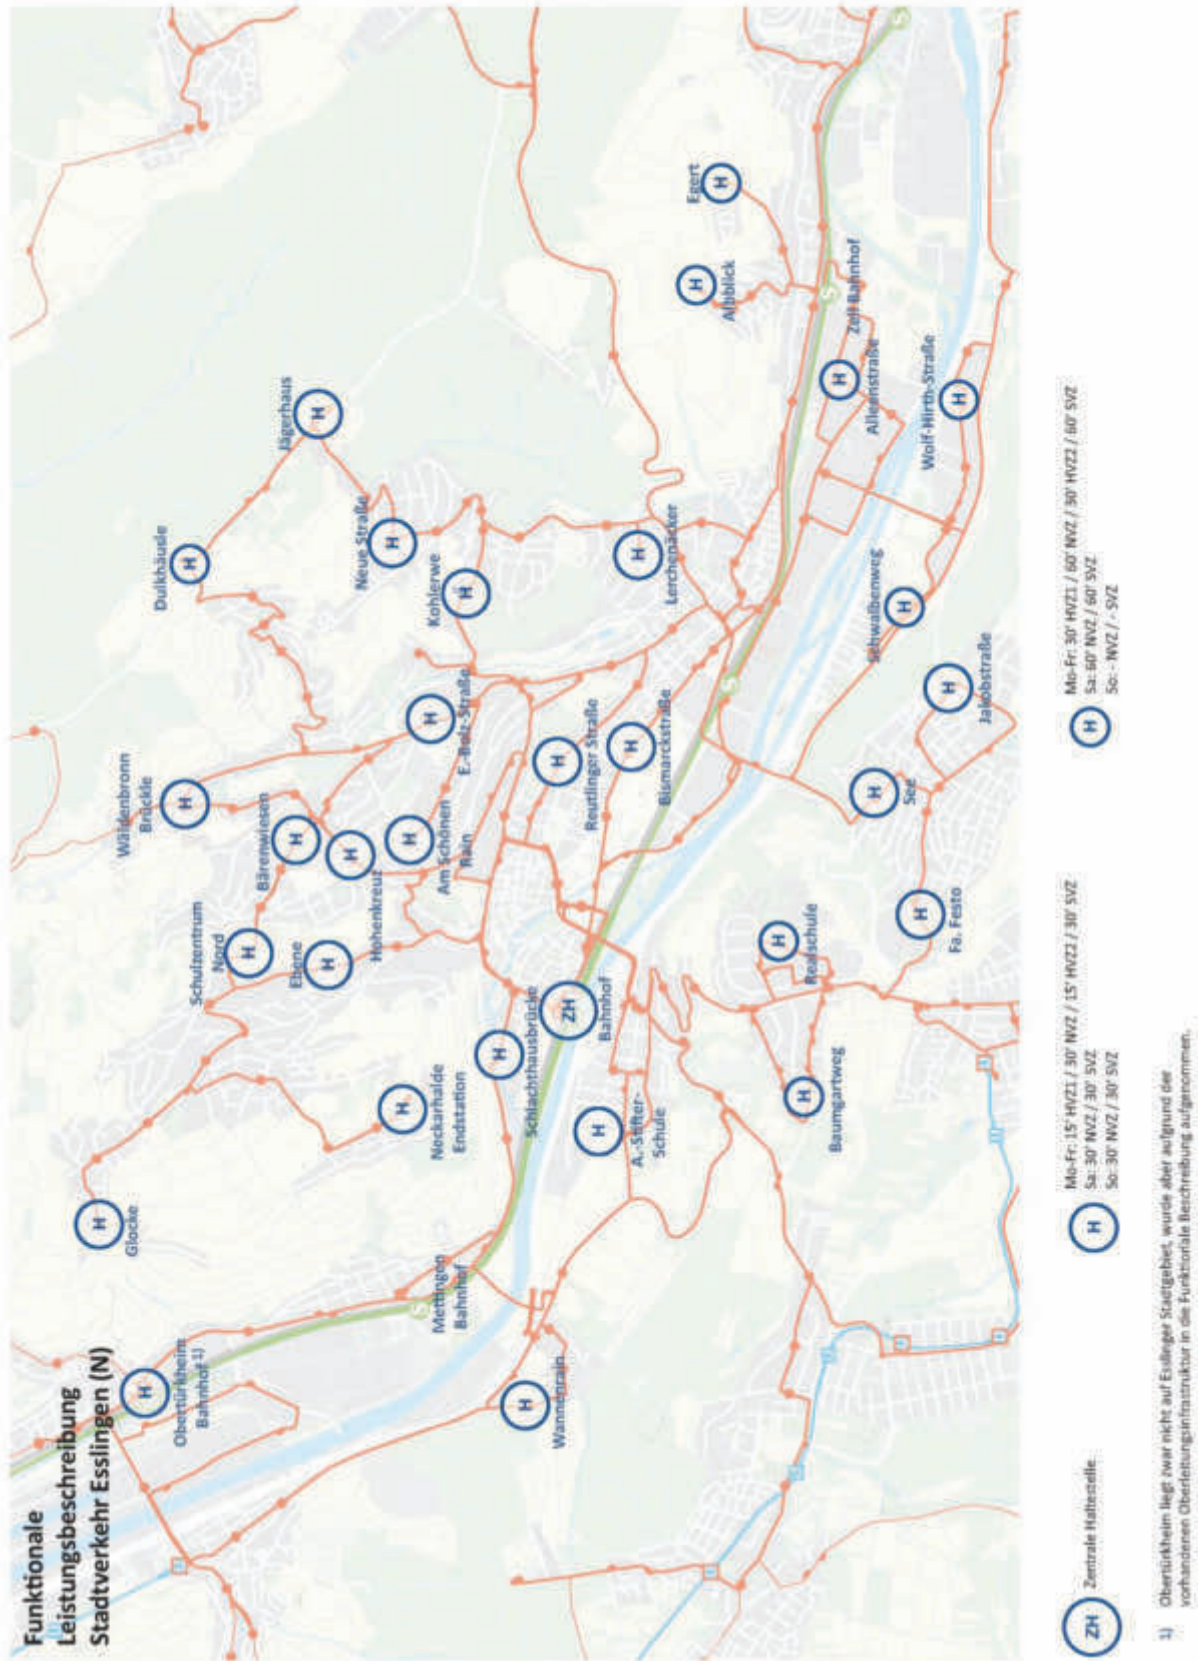 Funktionale
Leistungsbeschreibung
Stadtverkehr Esslingen (N)
Obertürkheim
Bahnhof 1)
H
Glocke
H
Mettingen
Bahnhof
S
Wannenrain
H
Neckarhalde
Endstation
H
Schlachthausbrücke
H
A.-Stifter-
Schule
H
ZH
Bahnhof
Schulzentrum
Nord
H
Ebene
H
Bärenwiesen
H
Hohenkreuz
H
Wäldenbronn
Brückle
H
Am Schönen
Rain
H
E.-Bolz-Straße
H
Reutlinger Straße
H
Bismarckstraße
H
S
Baumgartweg
H
Realschule
H
Fa. Festo
H
See
H
Jakobstraße
H
Schwalbenweg
H
Wolf-Hirth-Straße
H
Dulkhäusle
H
Jägerhaus
H
Neue Straße
H
Kohlerwe
H
Lerchenäcker
H
Albblick
H
Egert
H
Zell Bahnhof
S
Alleenstraße
H
S
ZH Zentrale Haltestelle
H Mo-Fr: 15' HVZ1 / 30' NVZ / 15' HVZ2 / 30' SVZ
Sa: 30' NVZ / 30' SVZ
So: 30' NVZ / 30' SVZ
H Mo-Fr: 30' HVZ1 / 60' NVZ / 30' HVZ2 / 60' SVZ
Sa: 60' NVZ / 60' SVZ
So: - NVZ / - SVZ
1) Obertürkheim liegt zwar nicht auf Esslinger Stadtgebiet, wurde aber aufgrund der
vorhandenen Oberleitungsinfrastruktur in die Funktionale Beschreibung aufgenommen.